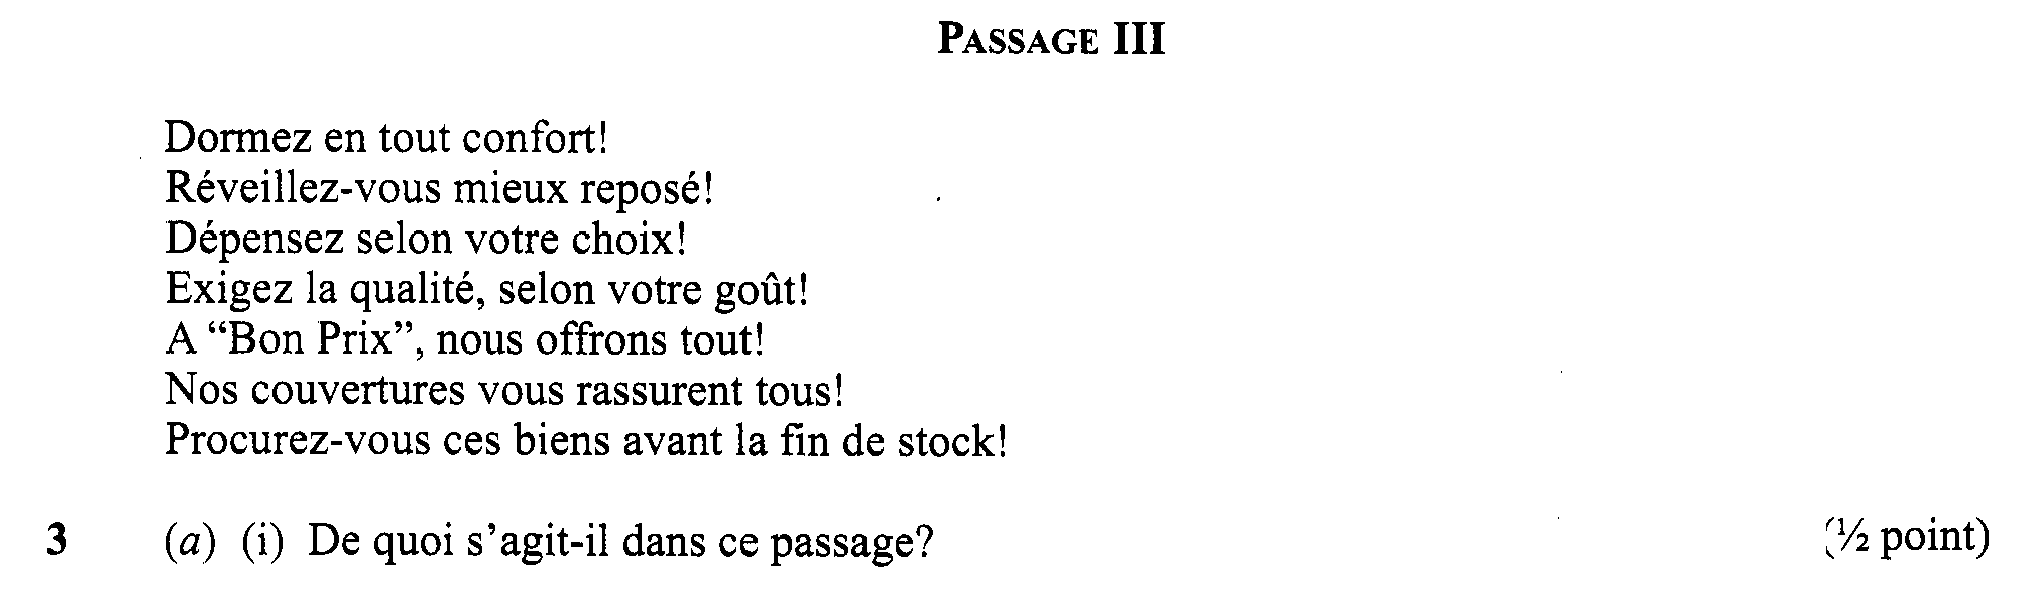 PASSAGE III
Dormez en tout confort!
Réveillez-vous mieux reposé!
Dépensez selon votre choix!
Exigez la qualité, selon votre goût!
A “Bon Prix”, nous offrons tout!
Nos couvertures vous rassurent tous!
Procurez-vous ces biens avant la fin de stock!
3 (a) (i) De quoi s’agit-il dans ce passage? (½ point)